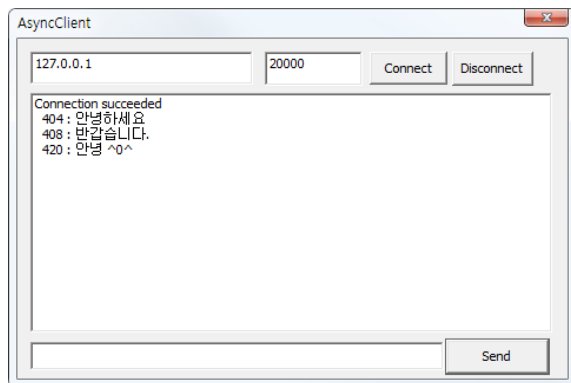 AsyncClient
127.0.0.1
20000
Connect
Disconnect
Connection succeeded
404 : 안녕하세요
408 : 반갑습니다.
420 : 안녕 ^0^
Send